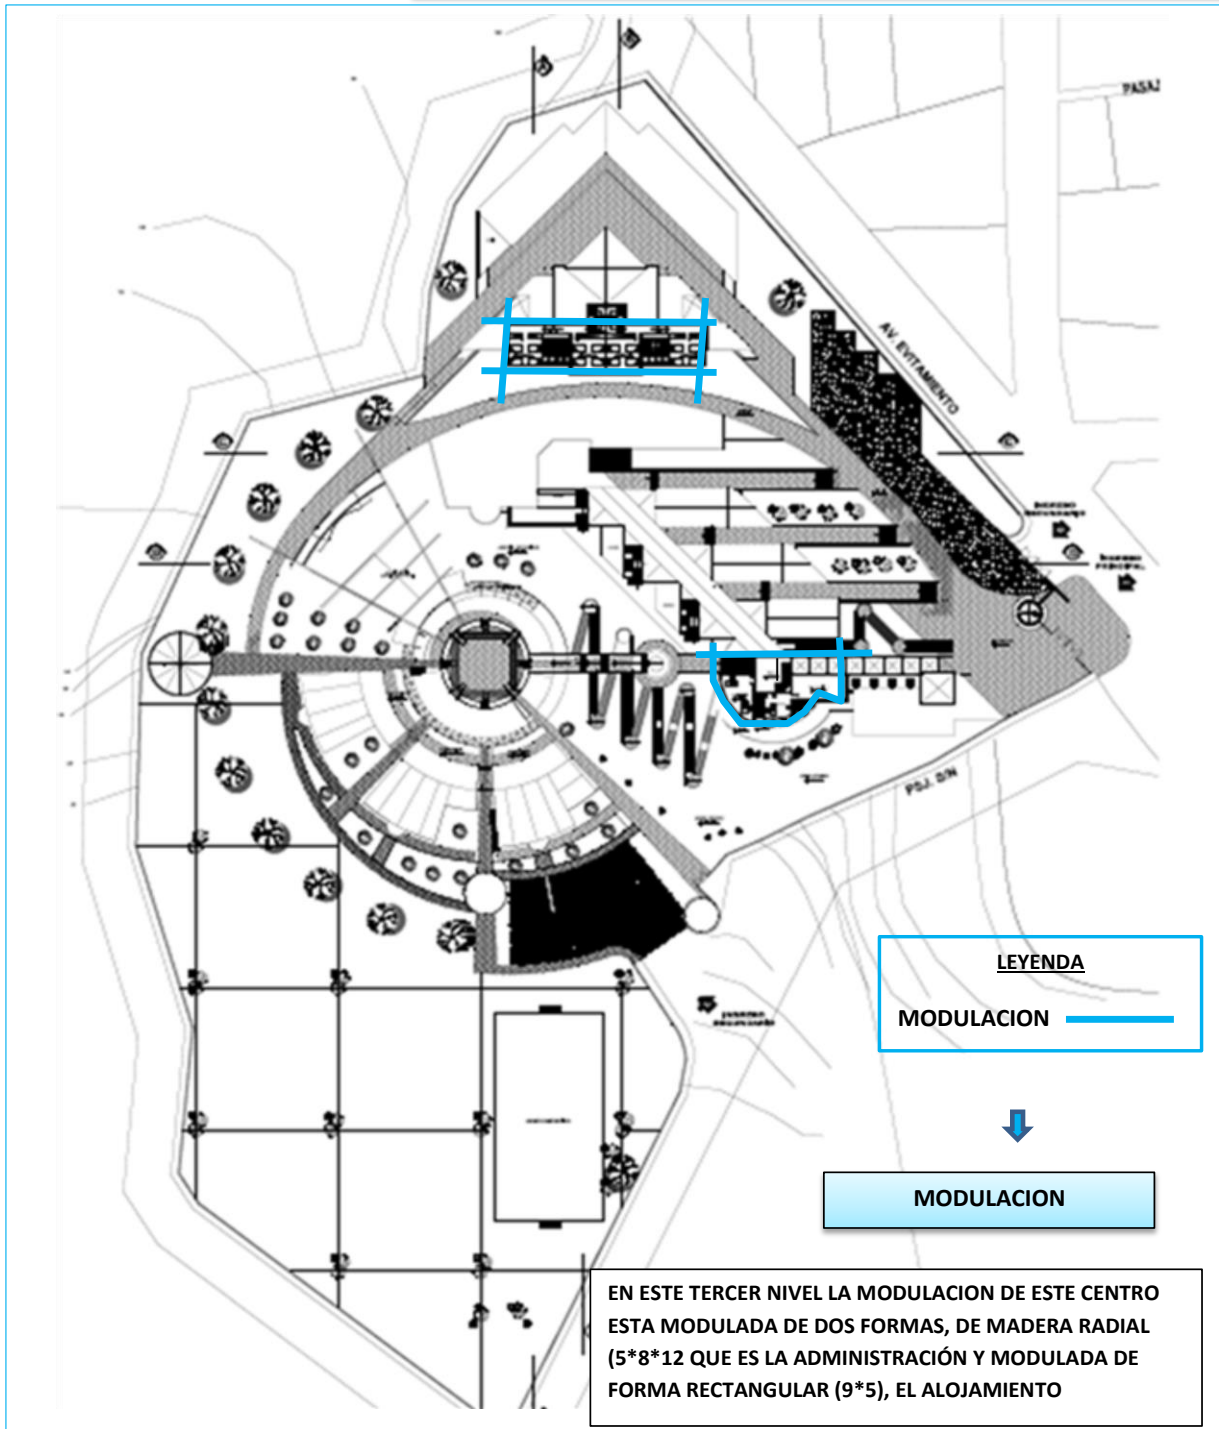 PASAJ
AV. EVITAMIENTO
INGRESO
PRINCIPAL
PSJ. S/N
LEYENDA
MODULACION
MODULACION
EN ESTE TERCER NIVEL LA MODULACION DE ESTE CENTRO
ESTA MODULADA DE DOS FORMAS, DE MADERA RADIAL
(5*8*12 QUE ES LA ADMINISTRACIÓN Y MODULADA DE
FORMA RECTANGULAR (9*5), EL ALOJAMIENTO